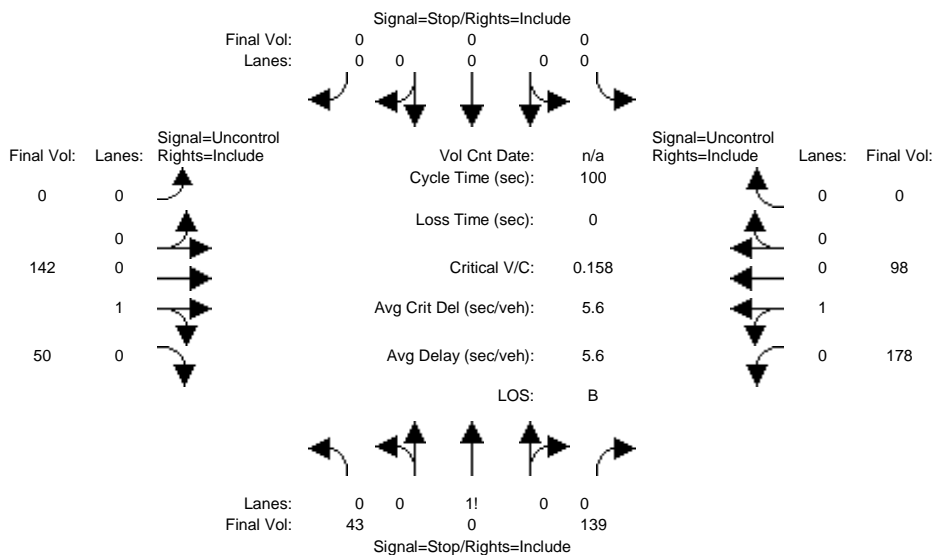 Signal=Stop/Rights=Include
Final Vol: 0 0 0
Lanes: 0 0 0 0 0
Signal=Uncontrol
Final Vol: Lanes: Rights=Include
Vol Cnt Date: n/a
Signal=Uncontrol
Rights=Include Lanes: Final Vol:
Cycle Time (sec): 100
0 0
0 0
Loss Time (sec): 0
0
0
142 0
Critical V/C: 0.158
0 98
1
Avg Crit Del (sec/veh): 5.6
1
50 0
Avg Delay (sec/veh): 5.6
0 178
LOS: B
Lanes: 0 0 1! 0 0
Final Vol: 43 0 139
Signal=Stop/Rights=Include